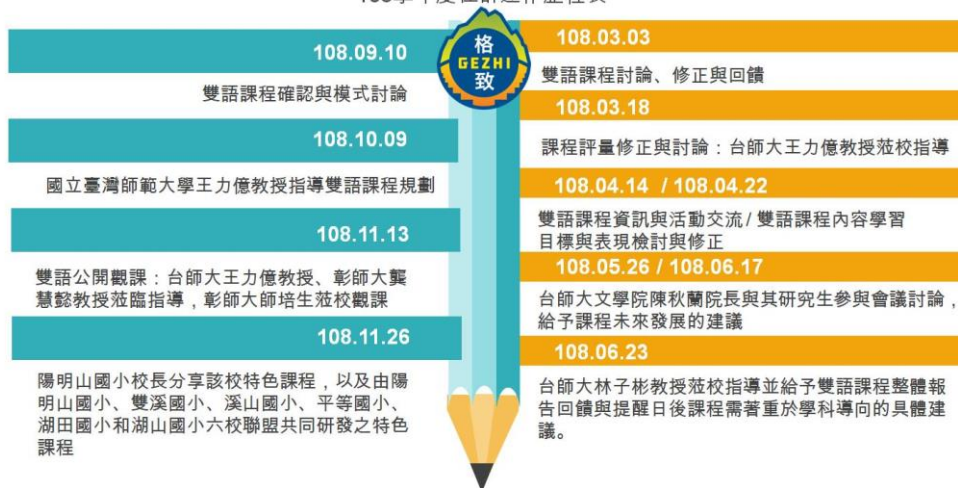 格
GEZHI
致
108.09.10
雙語課程確認與模式討論
108.10.09
國立臺灣師範大學王力億教授指導雙語課程規劃
108.11.13
雙語公開觀課：台師大王力億教授、彰師大龔
慧懿教授蒞臨指導，彰師大師培生蒞校觀課
108.11.26
陽明山國小校長分享該校特色課程，以及由陽
明山國小、雙溪國小、溪山國小、平等國小、
湖田國小和湖山國小六校聯盟共同研發之特色
課程
108.03.03
雙語課程討論、修正與回饋
108.03.18
課程評量修正與討論：台師大王力億教授蒞校指導
108.04.14 / 108.04.22
雙語課程資訊與活動交流/ 雙語課程內容學習
目標與表現檢討與修正
108.05.26 / 108.06.17
台師大文學院陳秋蘭院長與其研究生參與會議討論，
給予課程未來發展的建議
108.06.23
台師大林子彬教授蒞校指導並給予雙語課程整體報
告回饋與提醒日後課程需著重於學科導向的具體建
議。